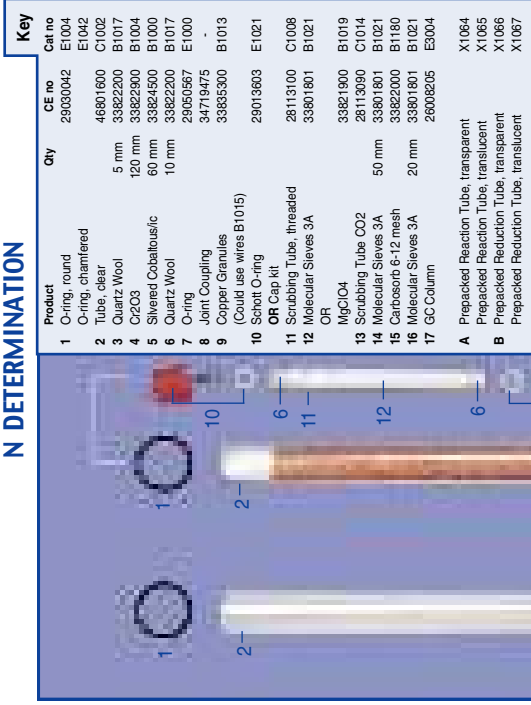 N DETERMINATION
Key
Product Qty CE no Cat no
1 O-ring, round 29030042 E1004
O-ring, chamfered E1042
2 Tube, clear 46801600 C1002
3 Quartz Wool 5 mm 33822200 B1017
4 Cr2O3 120 mm 33822900 B1004
5 Silvered Cobaltous/ic 60 mm 33824500 B1000
6 Quartz Wool 10 mm 33822200 B1017
7 O-ring 29050567 E1000
8 Joint Coupling 34719475 -
9 Copper Granules 33835300 B1013
(Could use wires B1015)
10 Schott O-ring 29013603 E1021
OR Cap kit
11 Scrubbing Tube, threaded 28113100 C1008
12 Molecular Sieves 3A 33801801 B1021
OR
MgClO4 33821900 B1019
13 Scrubbing Tube CO2 28113090 C1014
14 Molecular Sieves 3A 50 mm 33801801 B1021
15 Carbosorb 6-12 mesh 33822000 B1180
16 Molecular Sieves 3A 20 mm 33801801 B1021
17 GC Column 26008205 E3004
A Prepacked Reaction Tube, transparent X1064
Prepacked Reaction Tube, translucent X1065
B Prepacked Reduction Tube, transparent X1066
Prepacked Reduction Tube, translucent X1067
1
1
10
2
2
6
11
12
6